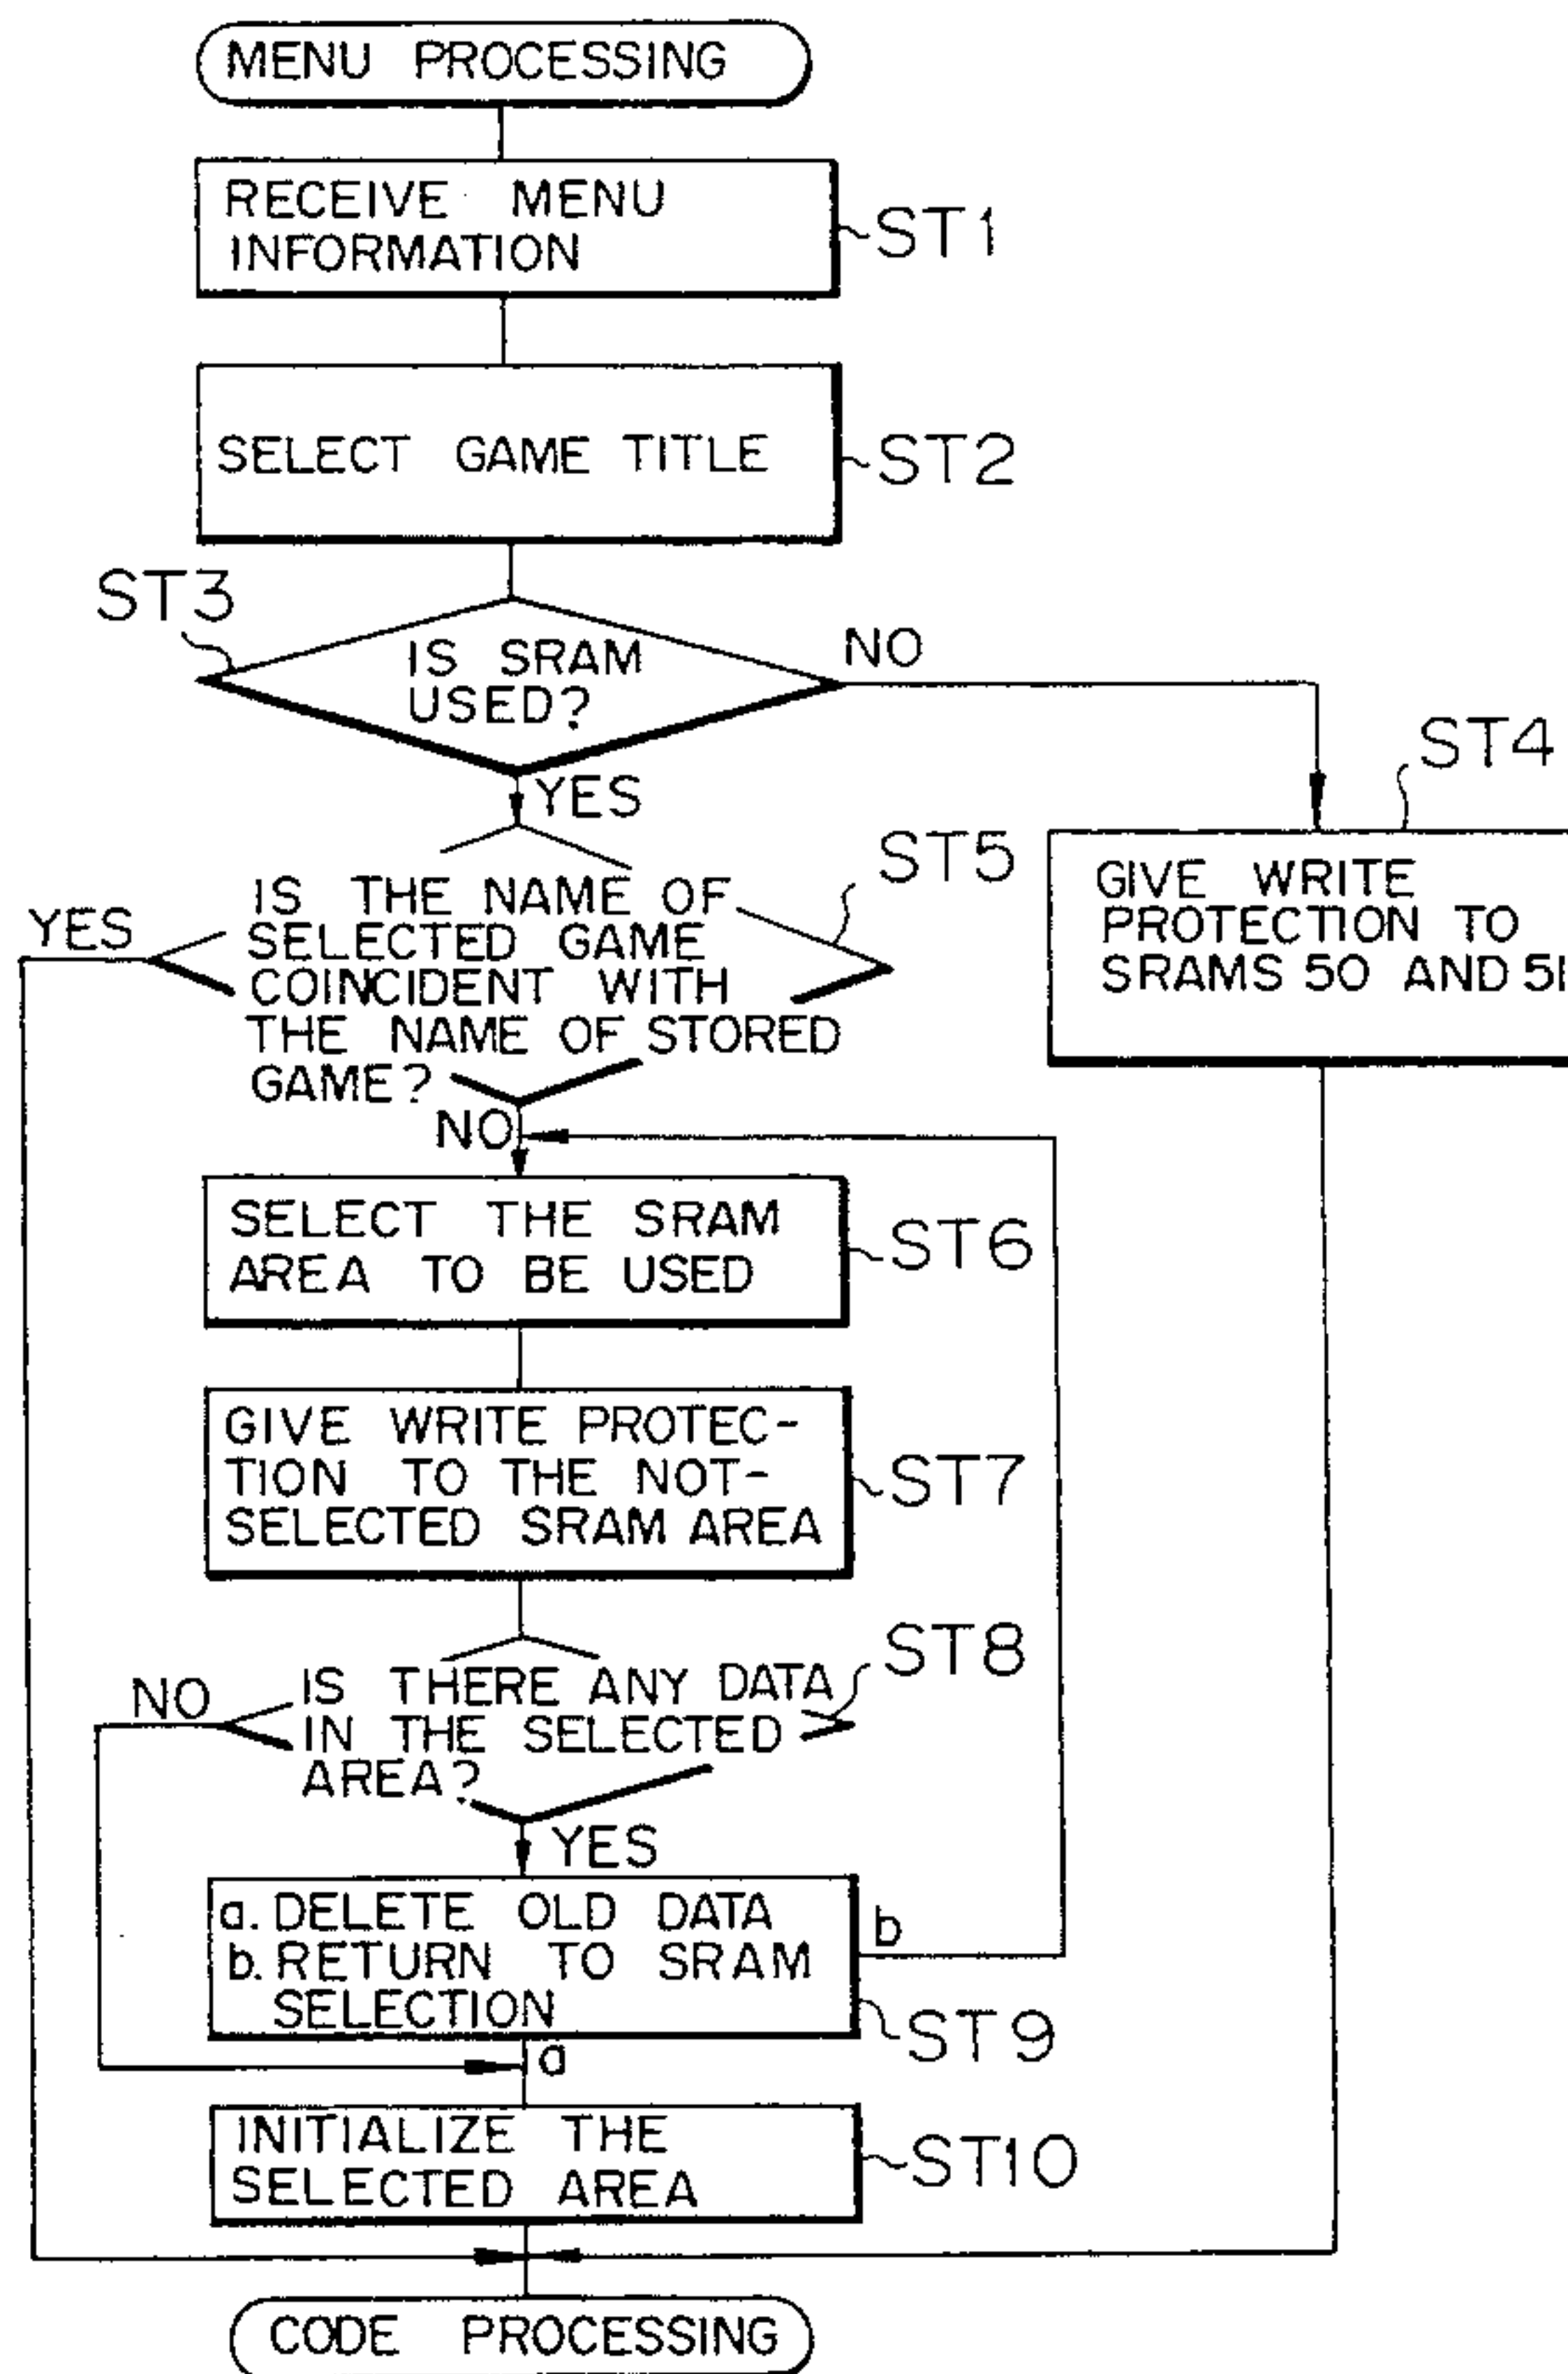 MENU PROCESSING
RECEIVE MENU
INFORMATION
ST1
SELECT GAME TITLE
ST2
ST3
IS SRAM
USED?
NO
YES
ST4
GIVE WRITE
PROTECTION TO
SRAMS 50 AND 51
ST5
YES
IS THE NAME OF
SELECTED GAME
COINCIDENT WITH
THE NAME OF STORED
GAME?
NO
SELECT THE SRAM
AREA TO BE USED
ST6
GIVE WRITE PROTEC-
TION TO THE NOT-
SELECTED SRAM AREA
ST7
ST8
NO
IS THERE ANY DATA
IN THE SELECTED
AREA?
YES
a. DELETE OLD DATA
b. RETURN TO SRAM
SELECTION
b
ST9
a
INITIALIZE THE
SELECTED AREA
ST10
CODE PROCESSING